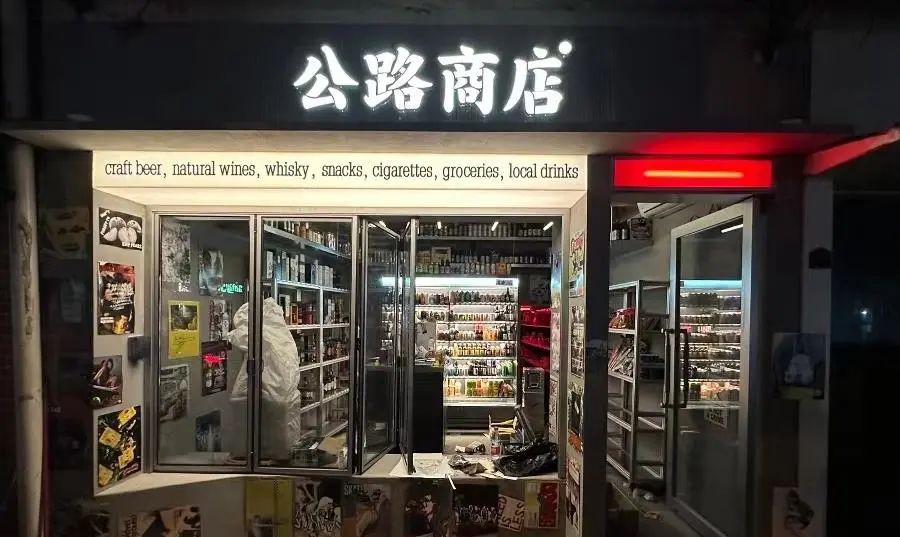 公路商店
craft beer, natural wines, whisky, snacks, cigarettes, groceries, local drinks